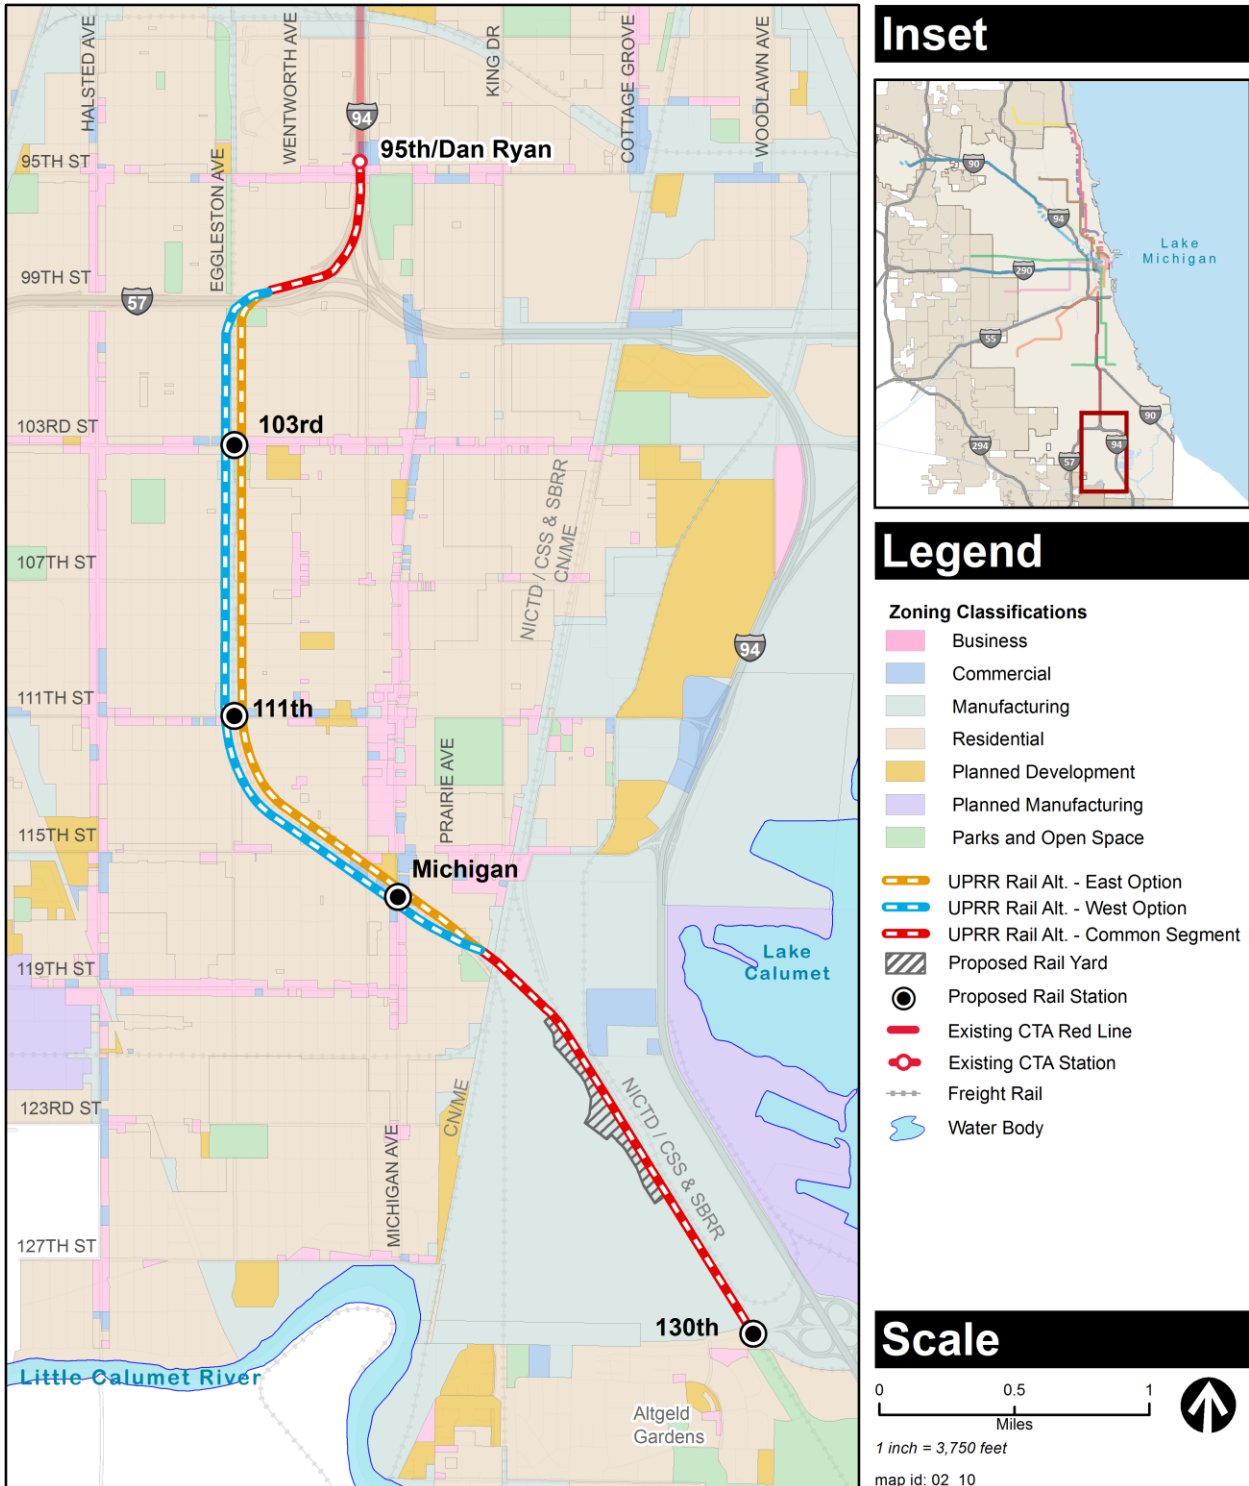 HALSTED AVE
WENTWORTH AVE
KING DR
COTTAGE GROVE
WOODLAWN AVE
94
95th/Dan Ryan
95TH ST
EGGLESTON AVE
99TH ST
57
103rd
103RD ST
NICTD / CSS & SBRR
CN/ME
107TH ST
94
111TH ST
111th
PRAIRIE AVE
115TH ST
Michigan
Lake
Calumet
119TH ST
123RD ST
CN/ME
NICTD / CSS & SBRR
MICHIGAN AVE
127TH ST
130th
Little Calumet River
Altgeld
Gardens
Inset
90
94
Lake
Michigan
290
55
90
294
57
94
Legend
Zoning Classifications
Business
Commercial
Manufacturing
Residential
Planned Development
Planned Manufacturing
Parks and Open Space
UPRR Rail Alt. - East Option
UPRR Rail Alt. - West Option
UPRR Rail Alt. - Common Segment
Proposed Rail Yard
Proposed Rail Station
Existing CTA Red Line
Existing CTA Station
Freight Rail
Water Body
Scale
0 0.5 1
Miles
1 inch = 3,750 feet
map id: 02_10